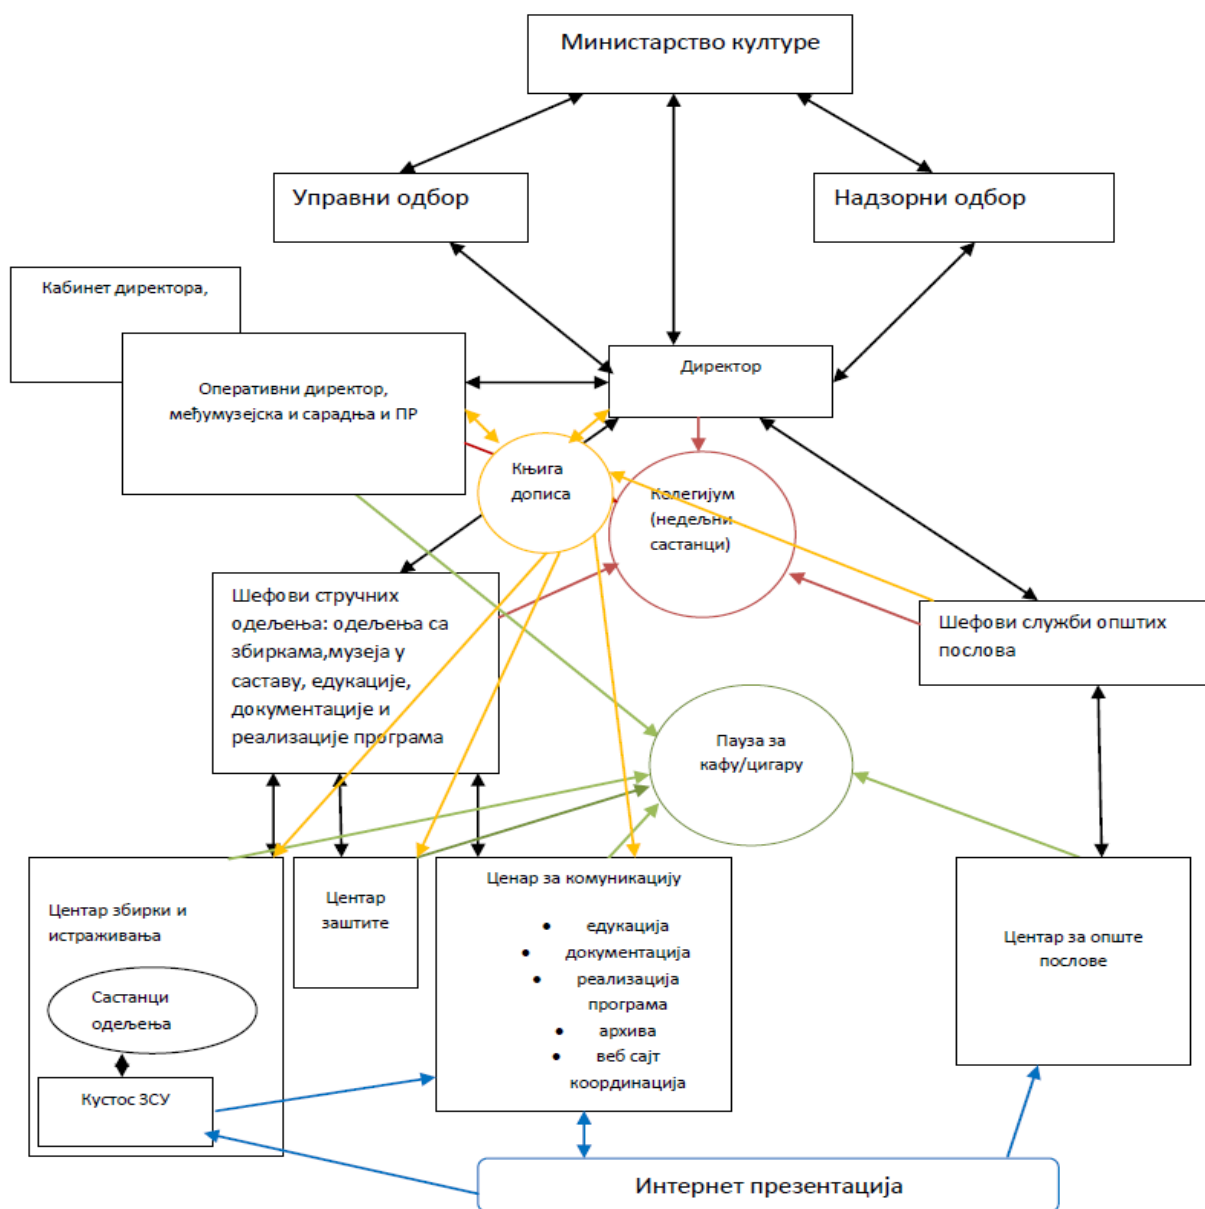 Министарство културе
Управни одбор
Надзорни одбор
Кабинет директора,
Оперативни директор,
међумузејска и сарадња и ПР
Директор
Књига
дописа
Колегијум
(недељни
састанци)
Шефови стручних
одељења: одељења са
збиркама,музеја у
саставу, едукације,
документације и
реализације програма
Шефови служби општих
послова
Пауза за
кафу/цигару
Центар збирки и
истраживања
Састанци
одељења
Кустос ЗСУ
Центар
заштите
Ценар за комуникацију
• едукација
• документација
• реализација
програма
• архива
• веб сајт
координација
Центар за опште
послове
Интернет презентација